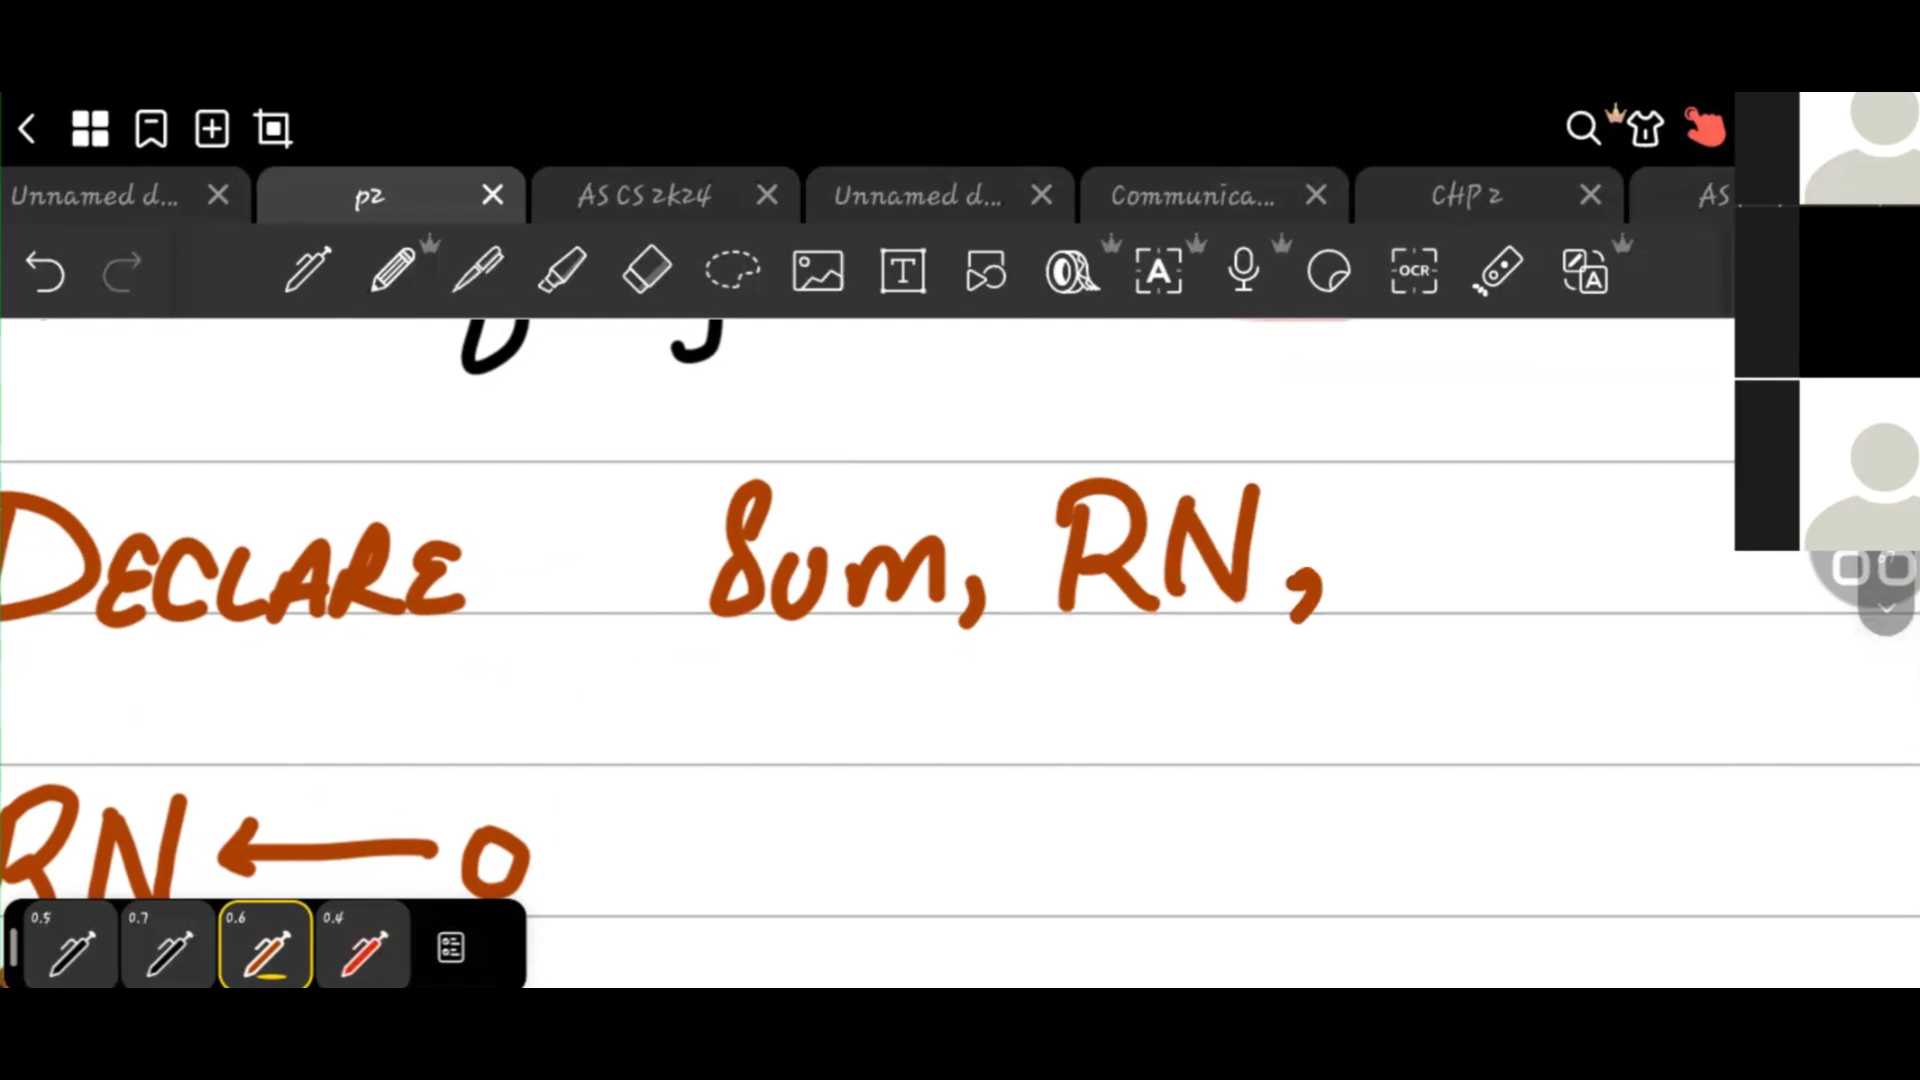 Unnamed d... p2 AS CS 2k24 Unnamed d... Communica... CHP 2 AS
T A OCR A
DECLARE Sum, RN,
RN ← 0
0.5 0.7 0.6 0.4